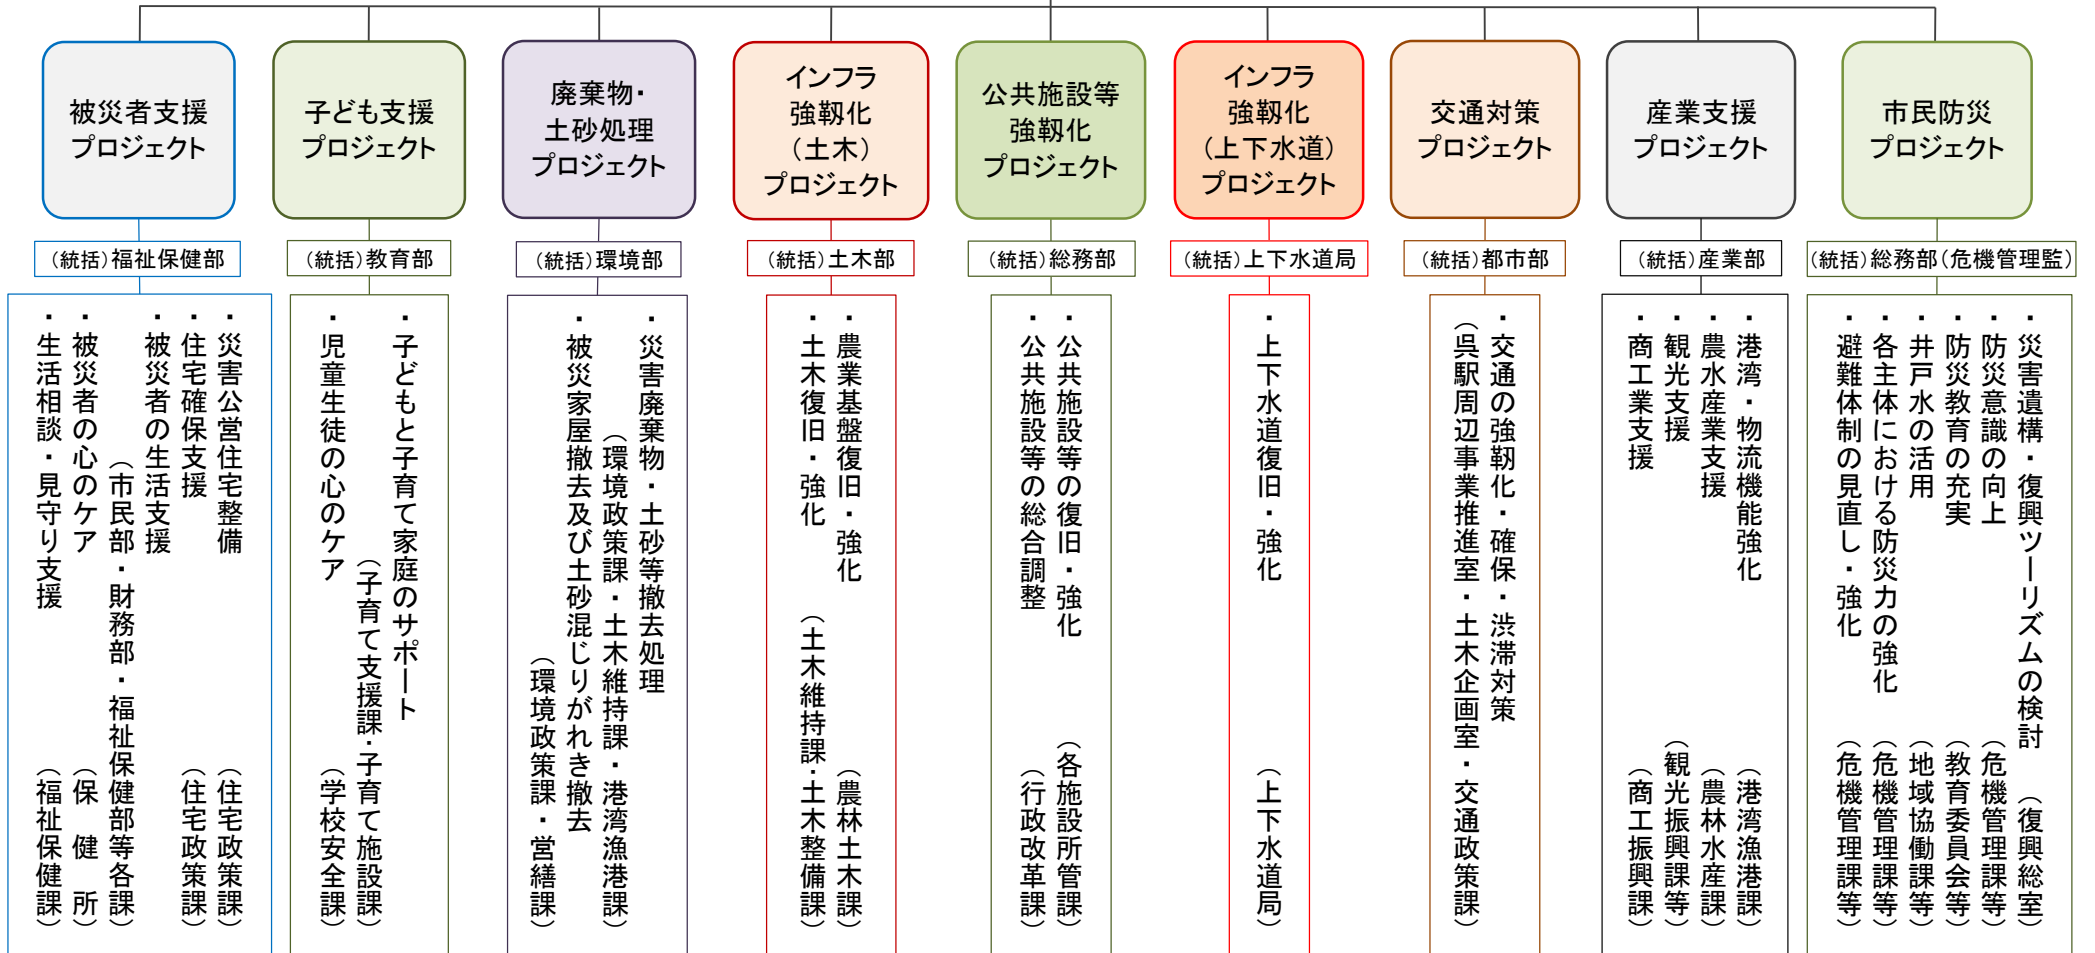 被災者支援
プロジェクト
(統括)福祉保健部
・災害公営住宅整備 (住宅政策課)
・住宅確保支援 (住宅政策課)
・被災者の生活支援
(市民部・財務部・福祉保健部等各課)
・被災者の心のケア (保健所)
・生活相談・見守り支援 (福祉保健課)
子ども支援
プロジェクト
(統括)教育部
・子どもと子育て家庭のサポート
(子育て支援課・子育て施設課)
・児童生徒の心のケア (学校安全課)
廃棄物・
土砂処理
プロジェクト
(統括)環境部
・災害廃棄物・土砂等撤去処理
(環境政策課・土木維持課・港湾漁港課)
・被災家屋撤去及び土砂混じりがれき撤去
(環境政策課・営繕課)
インフラ
強靱化
(土木)
プロジェクト
(統括)土木部
・農業基盤復旧・強化 (農林土木課)
・土木復旧・強化 (土木維持課・土木整備課)
公共施設等
強靱化
プロジェクト
(統括)総務部
・公共施設等の復旧・強化 (各施設所管課)
・公共施設等の総合調整 (行政改革課)
インフラ
強靱化
(上下水道)
プロジェクト
(統括)上下水道局
・上下水道復旧・強化 (上下水道局)
交通対策
プロジェクト
(統括)都市部
・交通の強靱化・確保・渋滞対策
(呉駅周辺事業推進室・土木企画室・交通政策課)
産業支援
プロジェクト
(統括)産業部
・港湾・物流機能強化 (港湾漁港課)
・農水産業支援 (農林水産課)
・観光支援 (観光振興課等)
・商工業支援 (商工振興課)
市民防災
プロジェクト
(統括)総務部(危機管理監)
・災害遺構・復興ツーリズムの検討 (復興総室)
・防災意識の向上 (危機管理課等)
・防災教育の充実 (教育委員会等)
・井戸水の活用 (地域協働課等)
・各主体における防災力の強化 (危機管理課等)
・避難体制の見直し・強化 (危機管理課等)